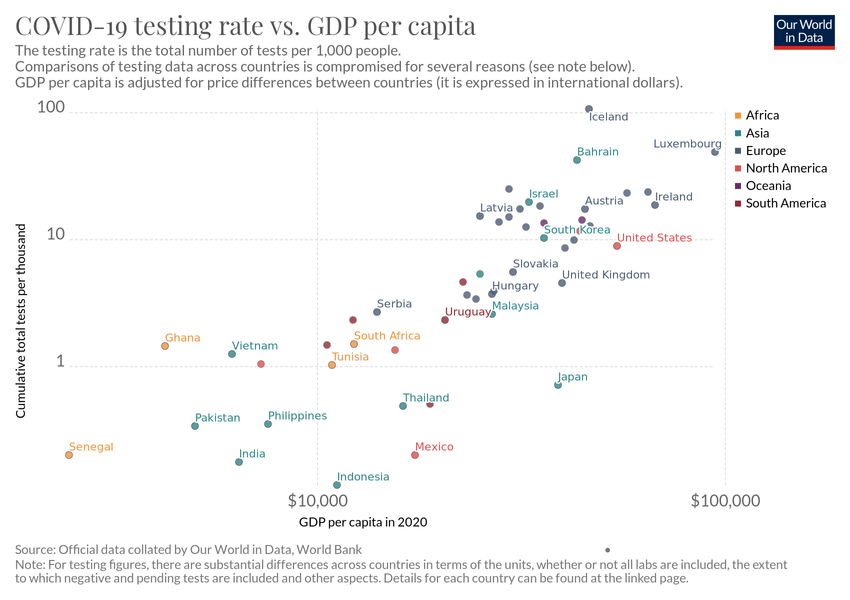 COVID-19 testing rate vs. GDP per capita
Our World
in Data
The testing rate is the total number of tests per 1,000 people.
Comparisons of testing data across countries is compromised for several reasons (see note below).
GDP per capita is adjusted for price differences between countries (it is expressed in international dollars).
100
Iceland
Africa
Asia
Europe
North America
Oceania
South America
Luxembourg
Bahrain
Israel
Latvia
Austria
Ireland
10
South Korea
United States
Slovakia
United Kingdom
Hungary
Serbia
Uruguay
Malaysia
Ghana
Vietnam
South Africa
Tunisia
1
Japan
Thailand
Pakistan
Philippines
Senegal
India
Mexico
Indonesia
Cumulative total tests per thousand
$10,000
$100,000
GDP per capita in 2020
Source: Official data collated by Our World in Data, World Bank
Note: For testing figures, there are substantial differences across countries in terms of the units, whether or not all labs are included, the extent
to which negative and pending tests are included and other aspects. Details for each country can be found at the linked page.